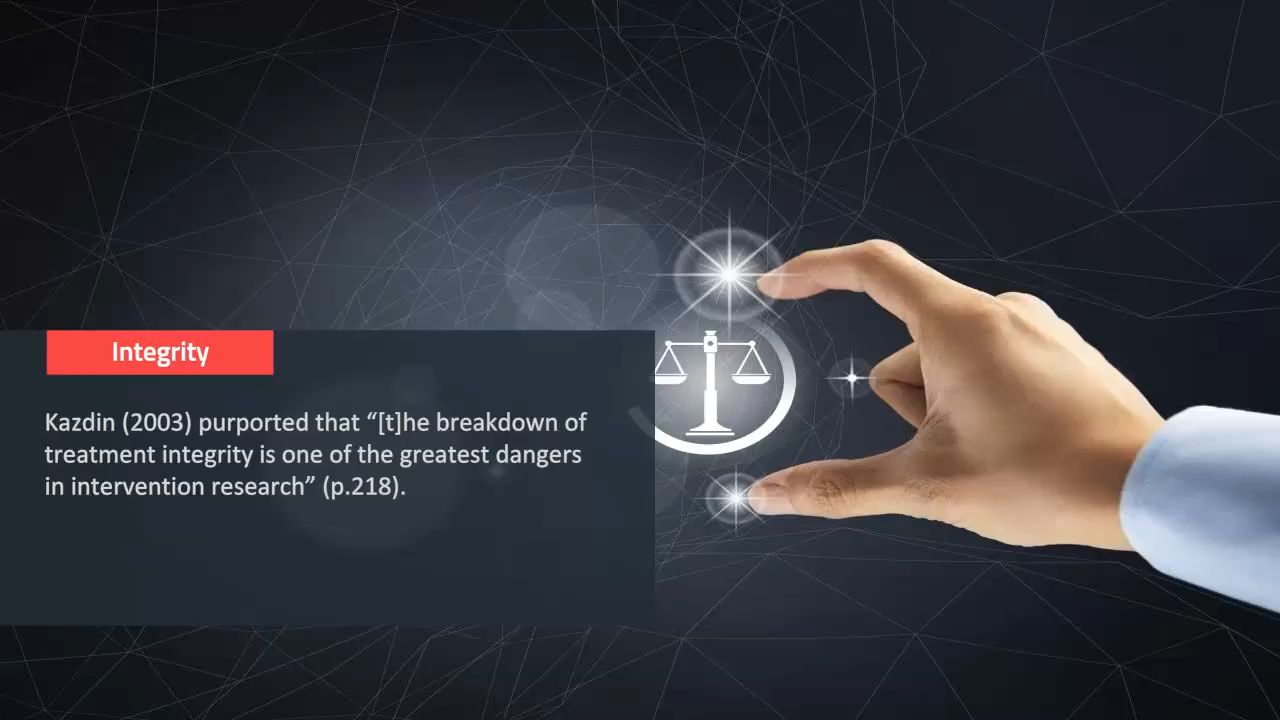 Integrity
Kazdin (2003) purported that “[t]he breakdown of
treatment integrity is one of the greatest dangers
in intervention research” (p.218).